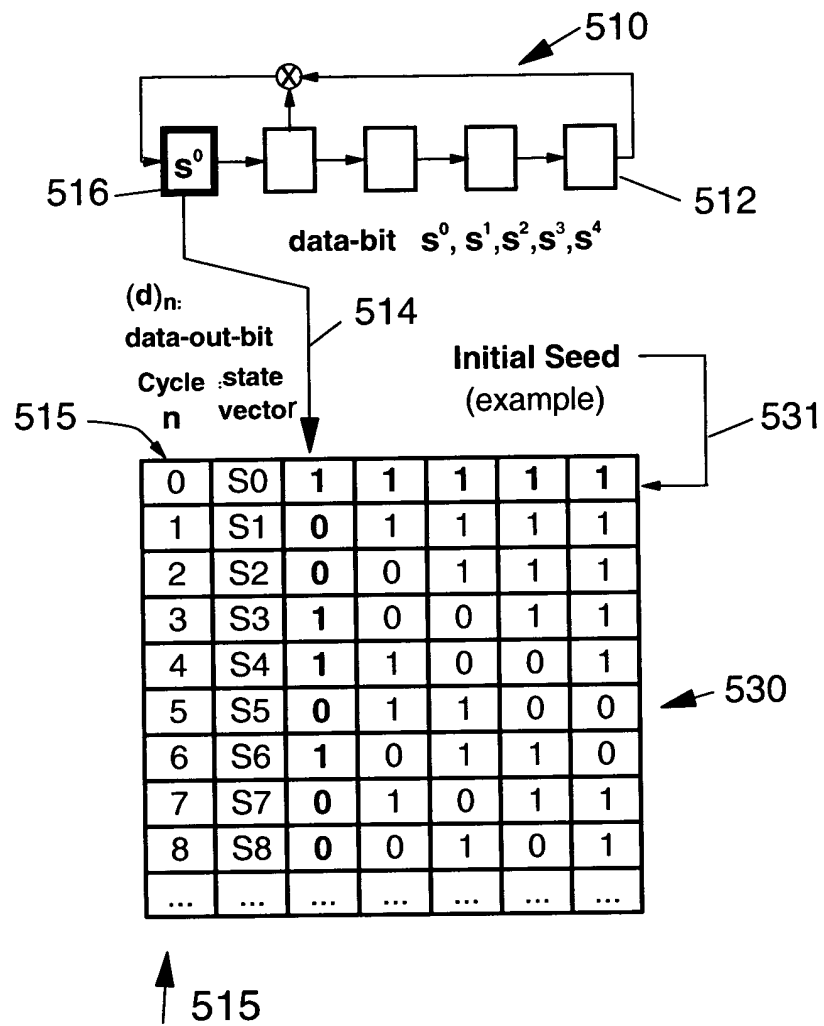 510
X
s⁰
516
512
data-bit s⁰, s¹,s²,s³,s⁴
(d)n:
data-out-bit
514
Initial Seed
(example)
Cycle :state
n vector
515
531
0 S0 1 1 1 1 1
1 S1 0 1 1 1 1
2 S2 0 0 1 1 1
3 S3 1 0 0 1 1
4 S4 1 1 0 0 1
530
5 S5 0 1 1 0 0
6 S6 1 0 1 1 0
7 S7 0 1 0 1 1
8 S8 0 0 1 0 1
... ... ... ... ... ... ...
515